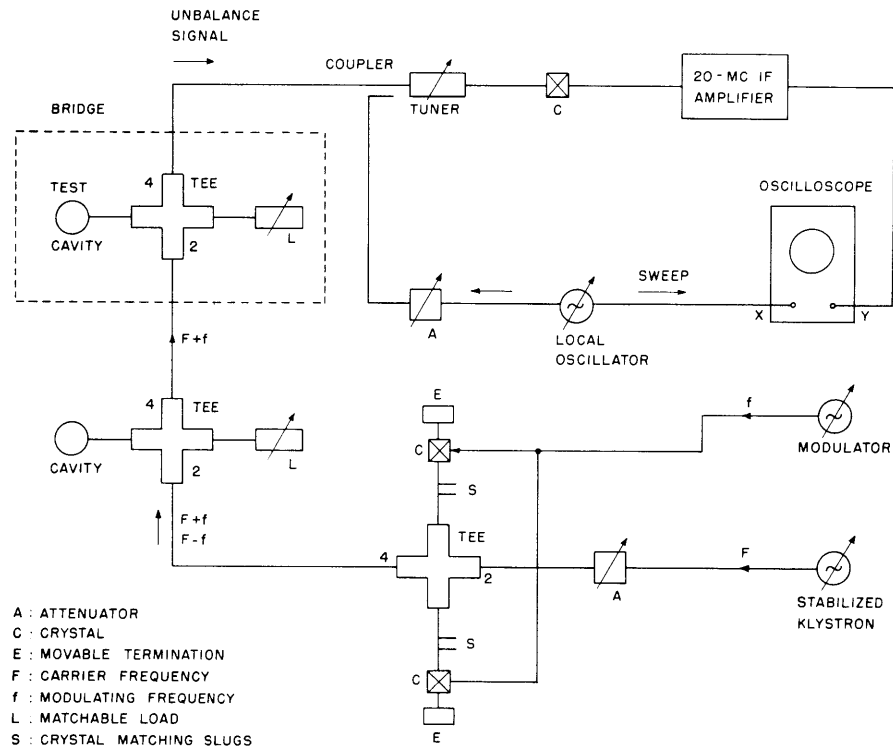 UNBALANCE
SIGNAL
COUPLER
TUNER
C
20-MC IF
AMPLIFIER
BRIDGE
4
TEE
TEST
CAVITY
2
L
OSCILLOSCOPE
X
Y
SWEEP
A
LOCAL
OSCILLATOR
F+f
4
TEE
CAVITY
2
L
F+f
F-f
E
C
S
f
MODULATOR
TEE
4
2
A
F
STABILIZED
KLYSTRON
S
C
E
A : ATTENUATOR
C : CRYSTAL
E : MOVABLE TERMINATION
F : CARRIER FREQUENCY
f : MODULATING FREQUENCY
L : MATCHABLE LOAD
S : CRYSTAL MATCHING SLUGS